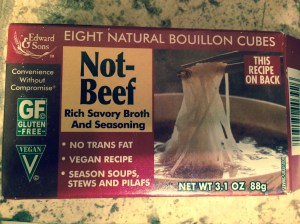 Edward
& Sons
EIGHT NATURAL BOUILLON CUBES
Convenience
Without
Compromise®
Not-
Beef
Rich Savory Broth
And Seasoning
THIS
RECIPE
ON BACK
GF
GLUTEN
-FREE-
VEGAN
V
• NO TRANS FAT
• VEGAN RECIPE
• SEASON SOUPS,
STEWS AND PILAFS
NET WT 3.1 OZ 88g